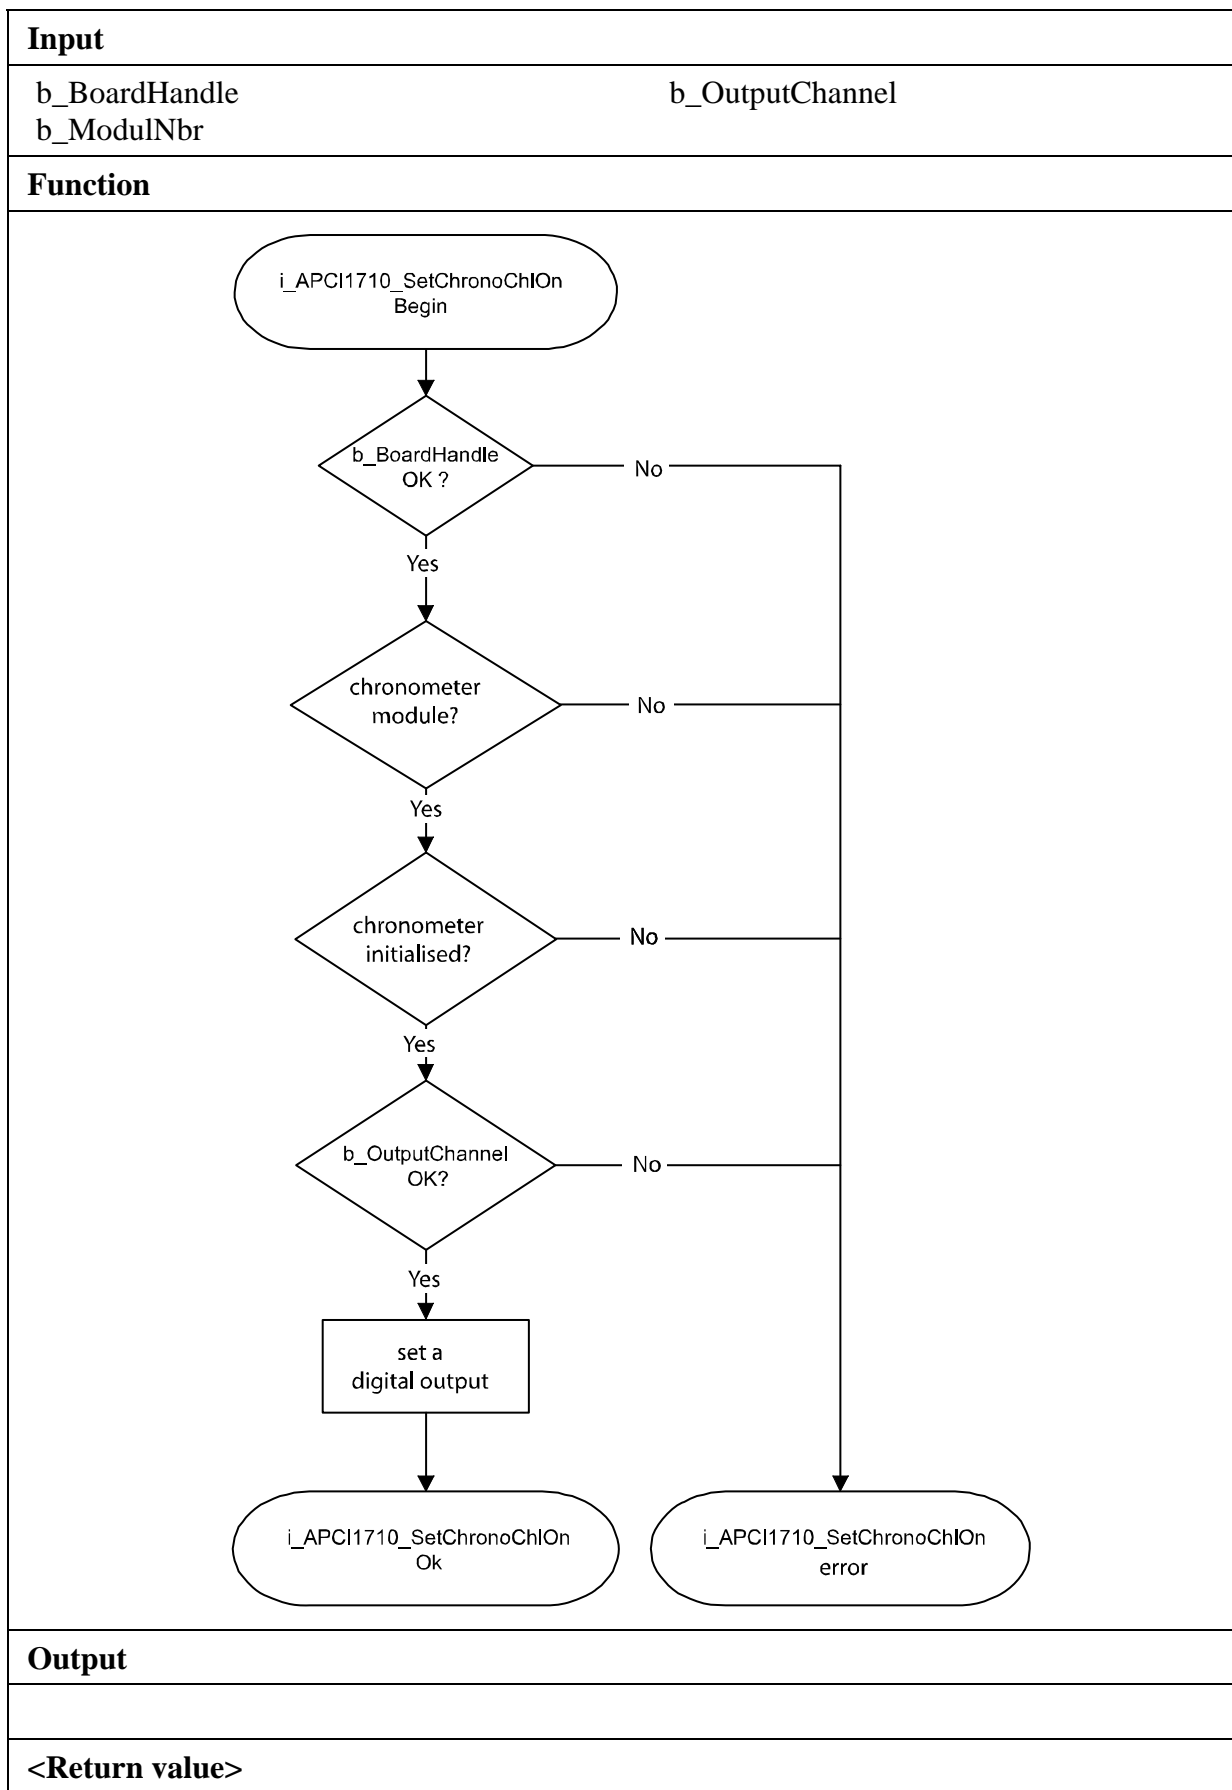 Input
b_BoardHandle b_OutputChannel
b_ModulNbr
Function
i_APCI1710_SetChronoChlOn
Begin
b_BoardHandle
OK ?
No
Yes
chronometer
module?
No
Yes
chronometer
initialised?
No
Yes
b_OutputChannel
OK?
No
Yes
set a
digital output
i_APCI1710_SetChronoChlOn
Ok
i_APCI1710_SetChronoChlOn
error
Output
<Return value>